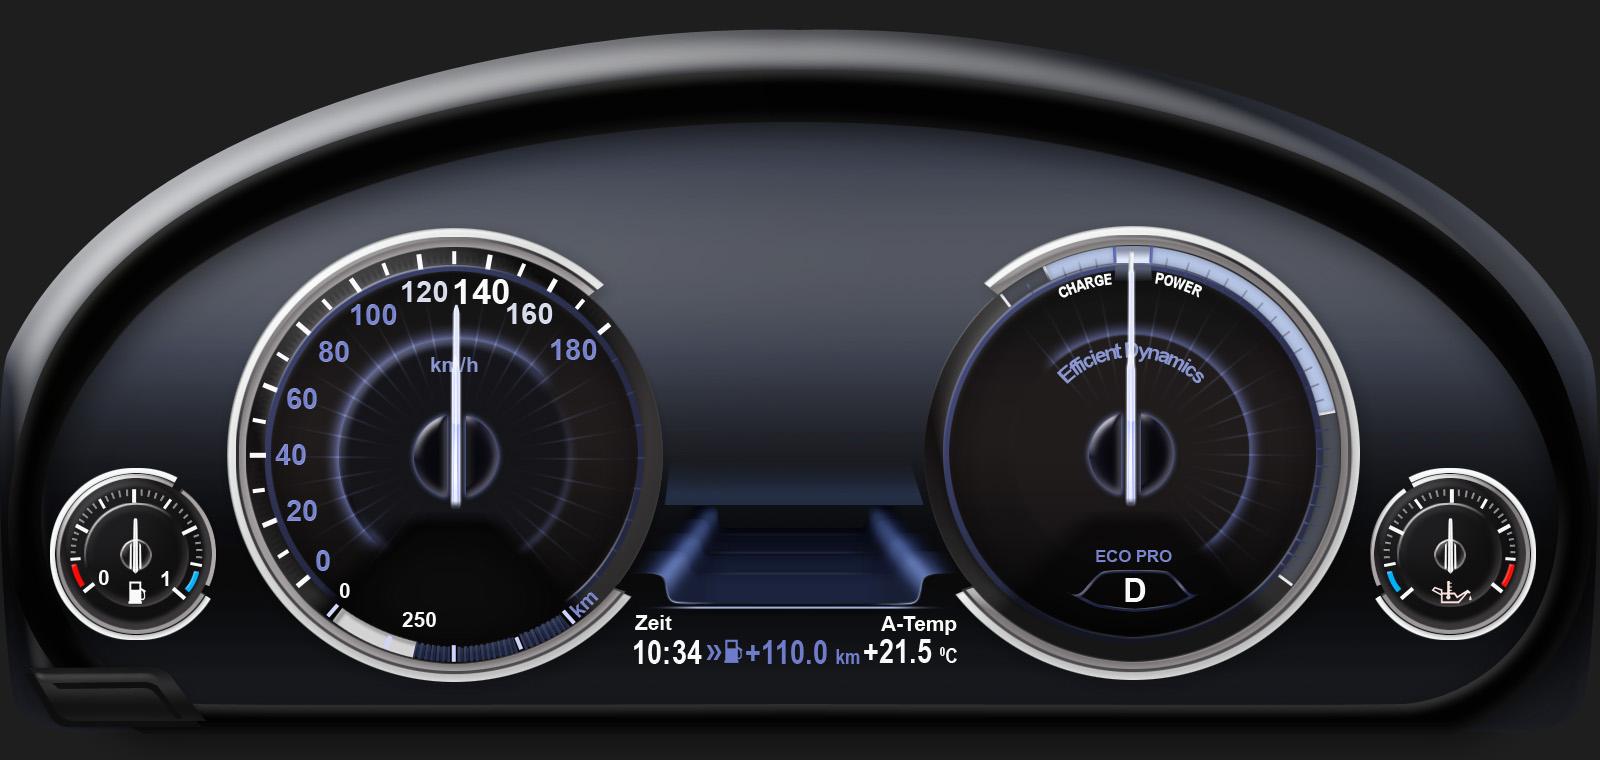 0
20
40
60
80
100
120
140
160
180
km/h
0
250
km
0 1
Zeit
10:34
+110.0 km
A-Temp
+21.5 ºC
CHARGE
POWER
Efficient Dynamics
ECO PRO
D